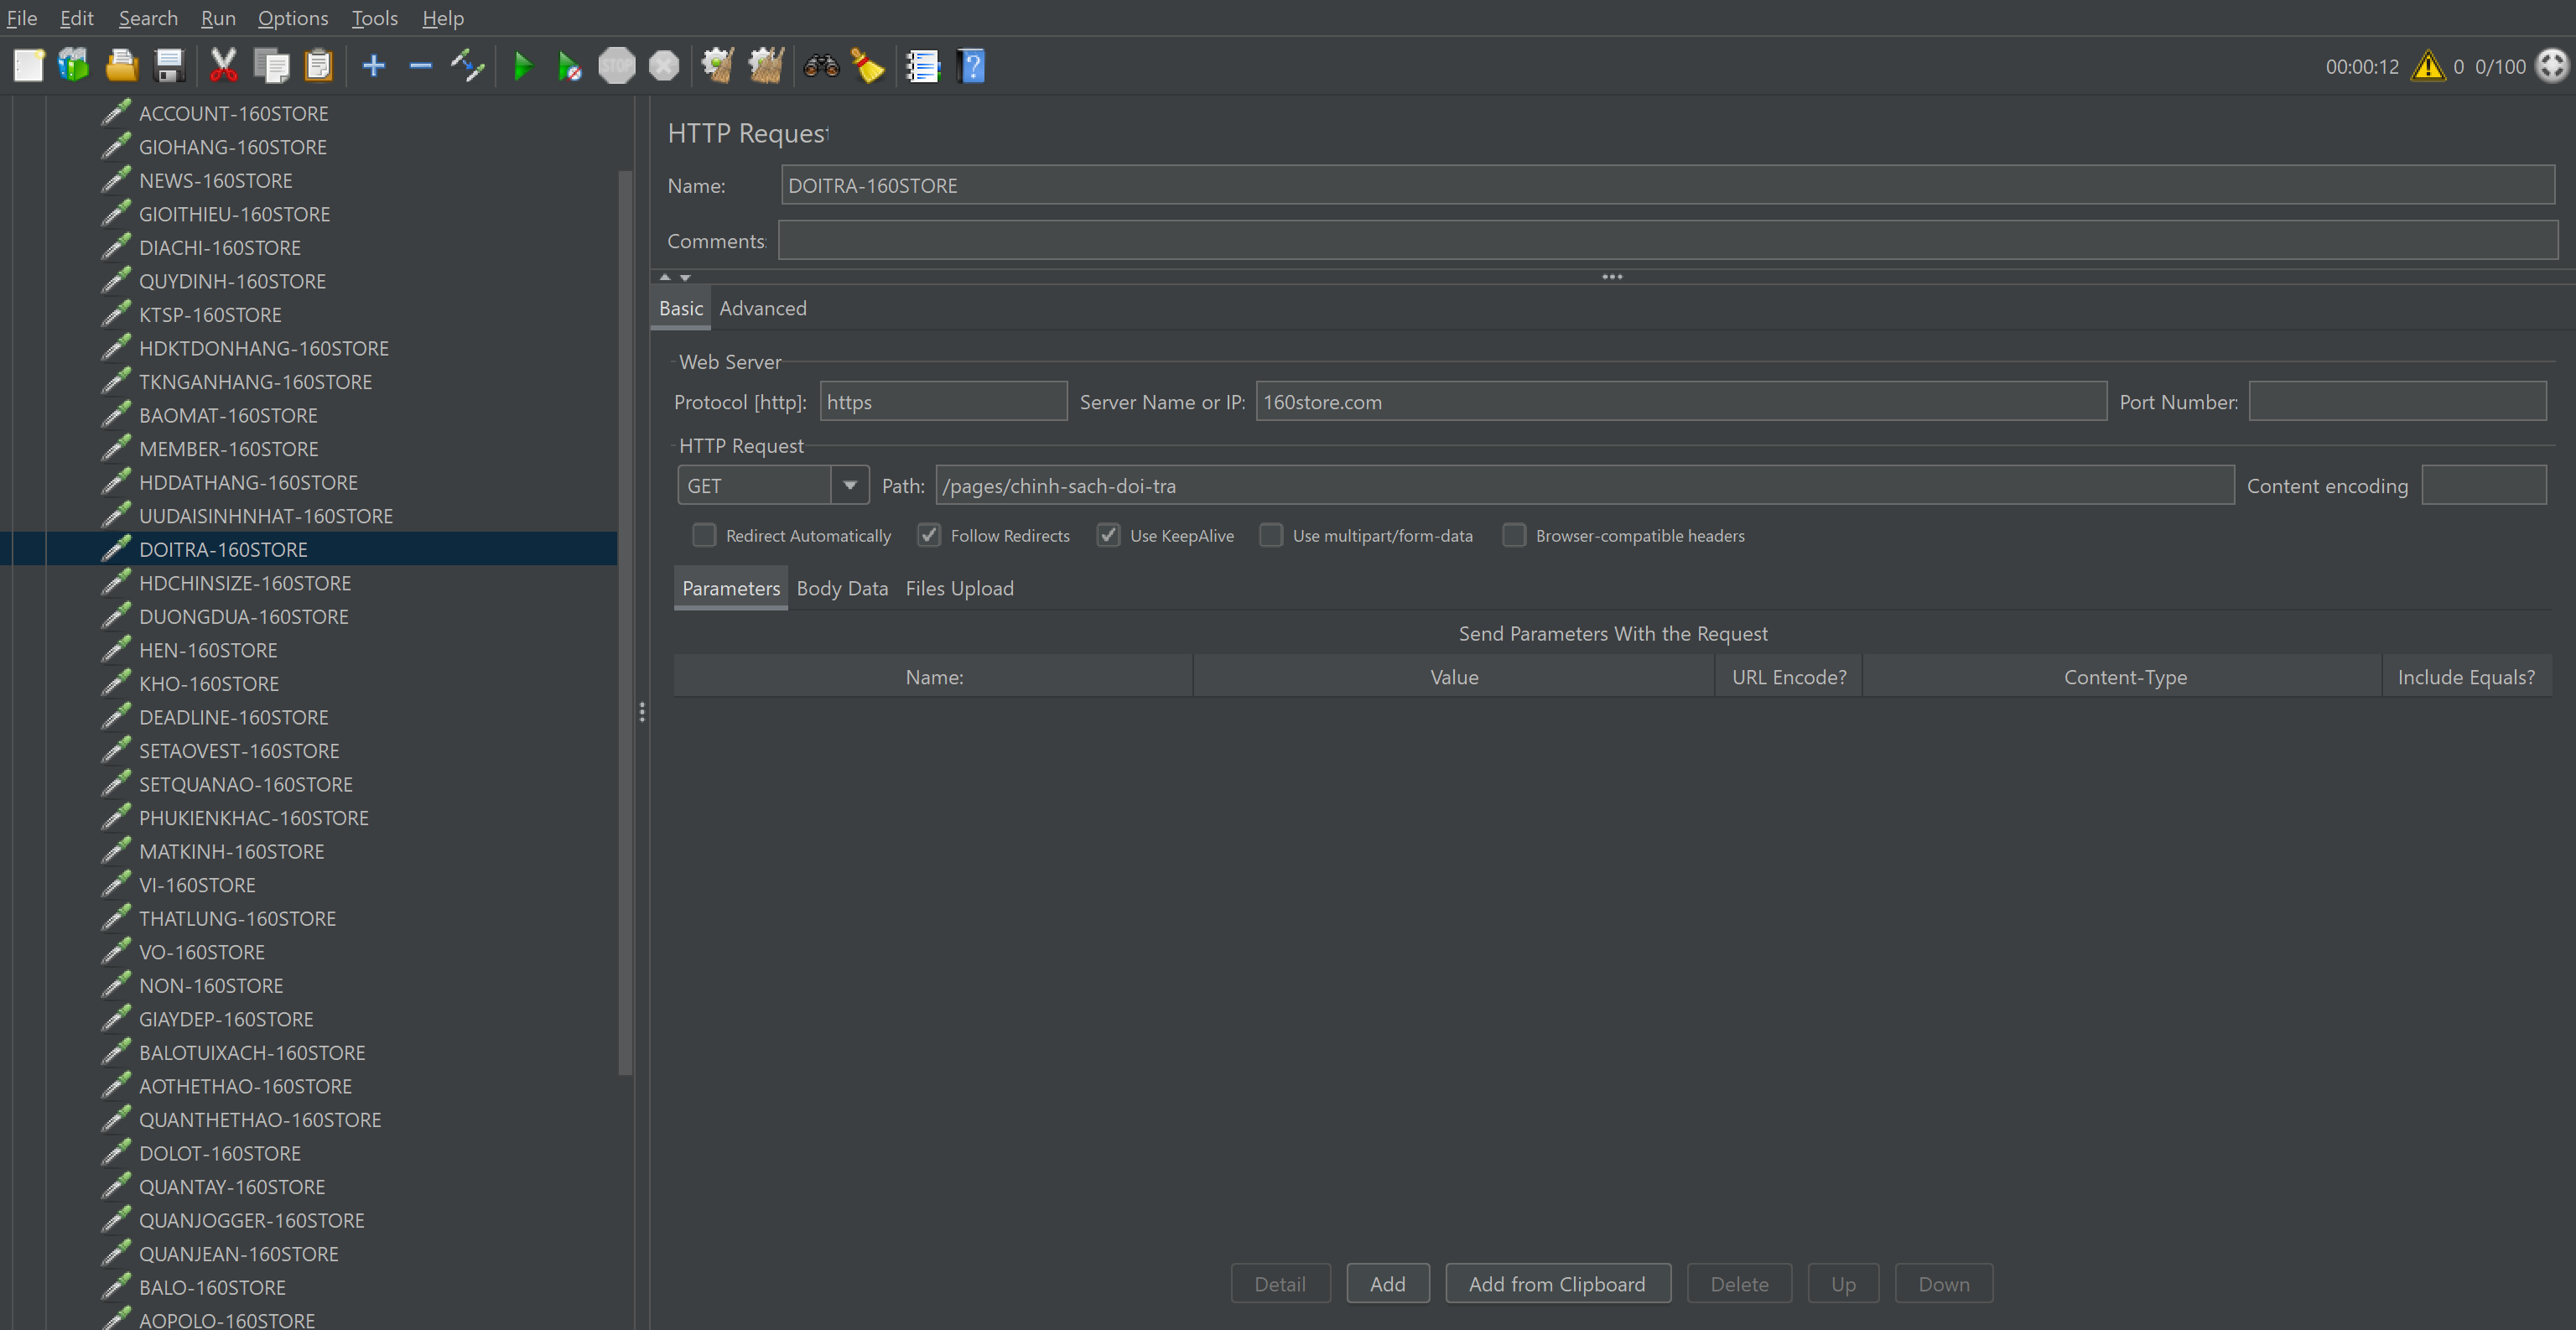 File Edit Search Run Options Tools Help
STOP
00:00:12 0 0/100
ACCOUNT-160STORE
GIOHANG-160STORE
NEWS-160STORE
GIOITHIEU-160STORE
DIACHI-160STORE
QUYDINH-160STORE
KTSP-160STORE
HDKTDONHANG-160STORE
TKNGANHANG-160STORE
BAOMAT-160STORE
MEMBER-160STORE
HDDATHANG-160STORE
UUDAISINHNHAT-160STORE
DOITRA-160STORE
HDCHINSIZE-160STORE
DUONGDUA-160STORE
HEN-160STORE
KHO-160STORE
DEADLINE-160STORE
SETAOVEST-160STORE
SETQUANAO-160STORE
PHUKIENKHAC-160STORE
MATKINH-160STORE
VI-160STORE
THATLUNG-160STORE
VO-160STORE
NON-160STORE
GIAYDEP-160STORE
BALOTUIXACH-160STORE
AOTHETHAO-160STORE
QUANTHETHAO-160STORE
DOLOT-160STORE
QUANTAY-160STORE
QUANJOGGER-160STORE
QUANJEAN-160STORE
BALO-160STORE
AOPOLO-160STORE
HTTP Request
Name: DOITRA-160STORE
Comments:
Basic Advanced
Web Server
Protocol [http]: https Server Name or IP: 160store.com Port Number:
HTTP Request
GET Path: /pages/chinh-sach-doi-tra Content encoding
Redirect Automatically Follow Redirects Use KeepAlive Use multipart/form-data Browser-compatible headers
Parameters Body Data Files Upload
Send Parameters With the Request
Name: Value URL Encode? Content-Type Include Equals?
Detail Add Add from Clipboard Delete Up Down